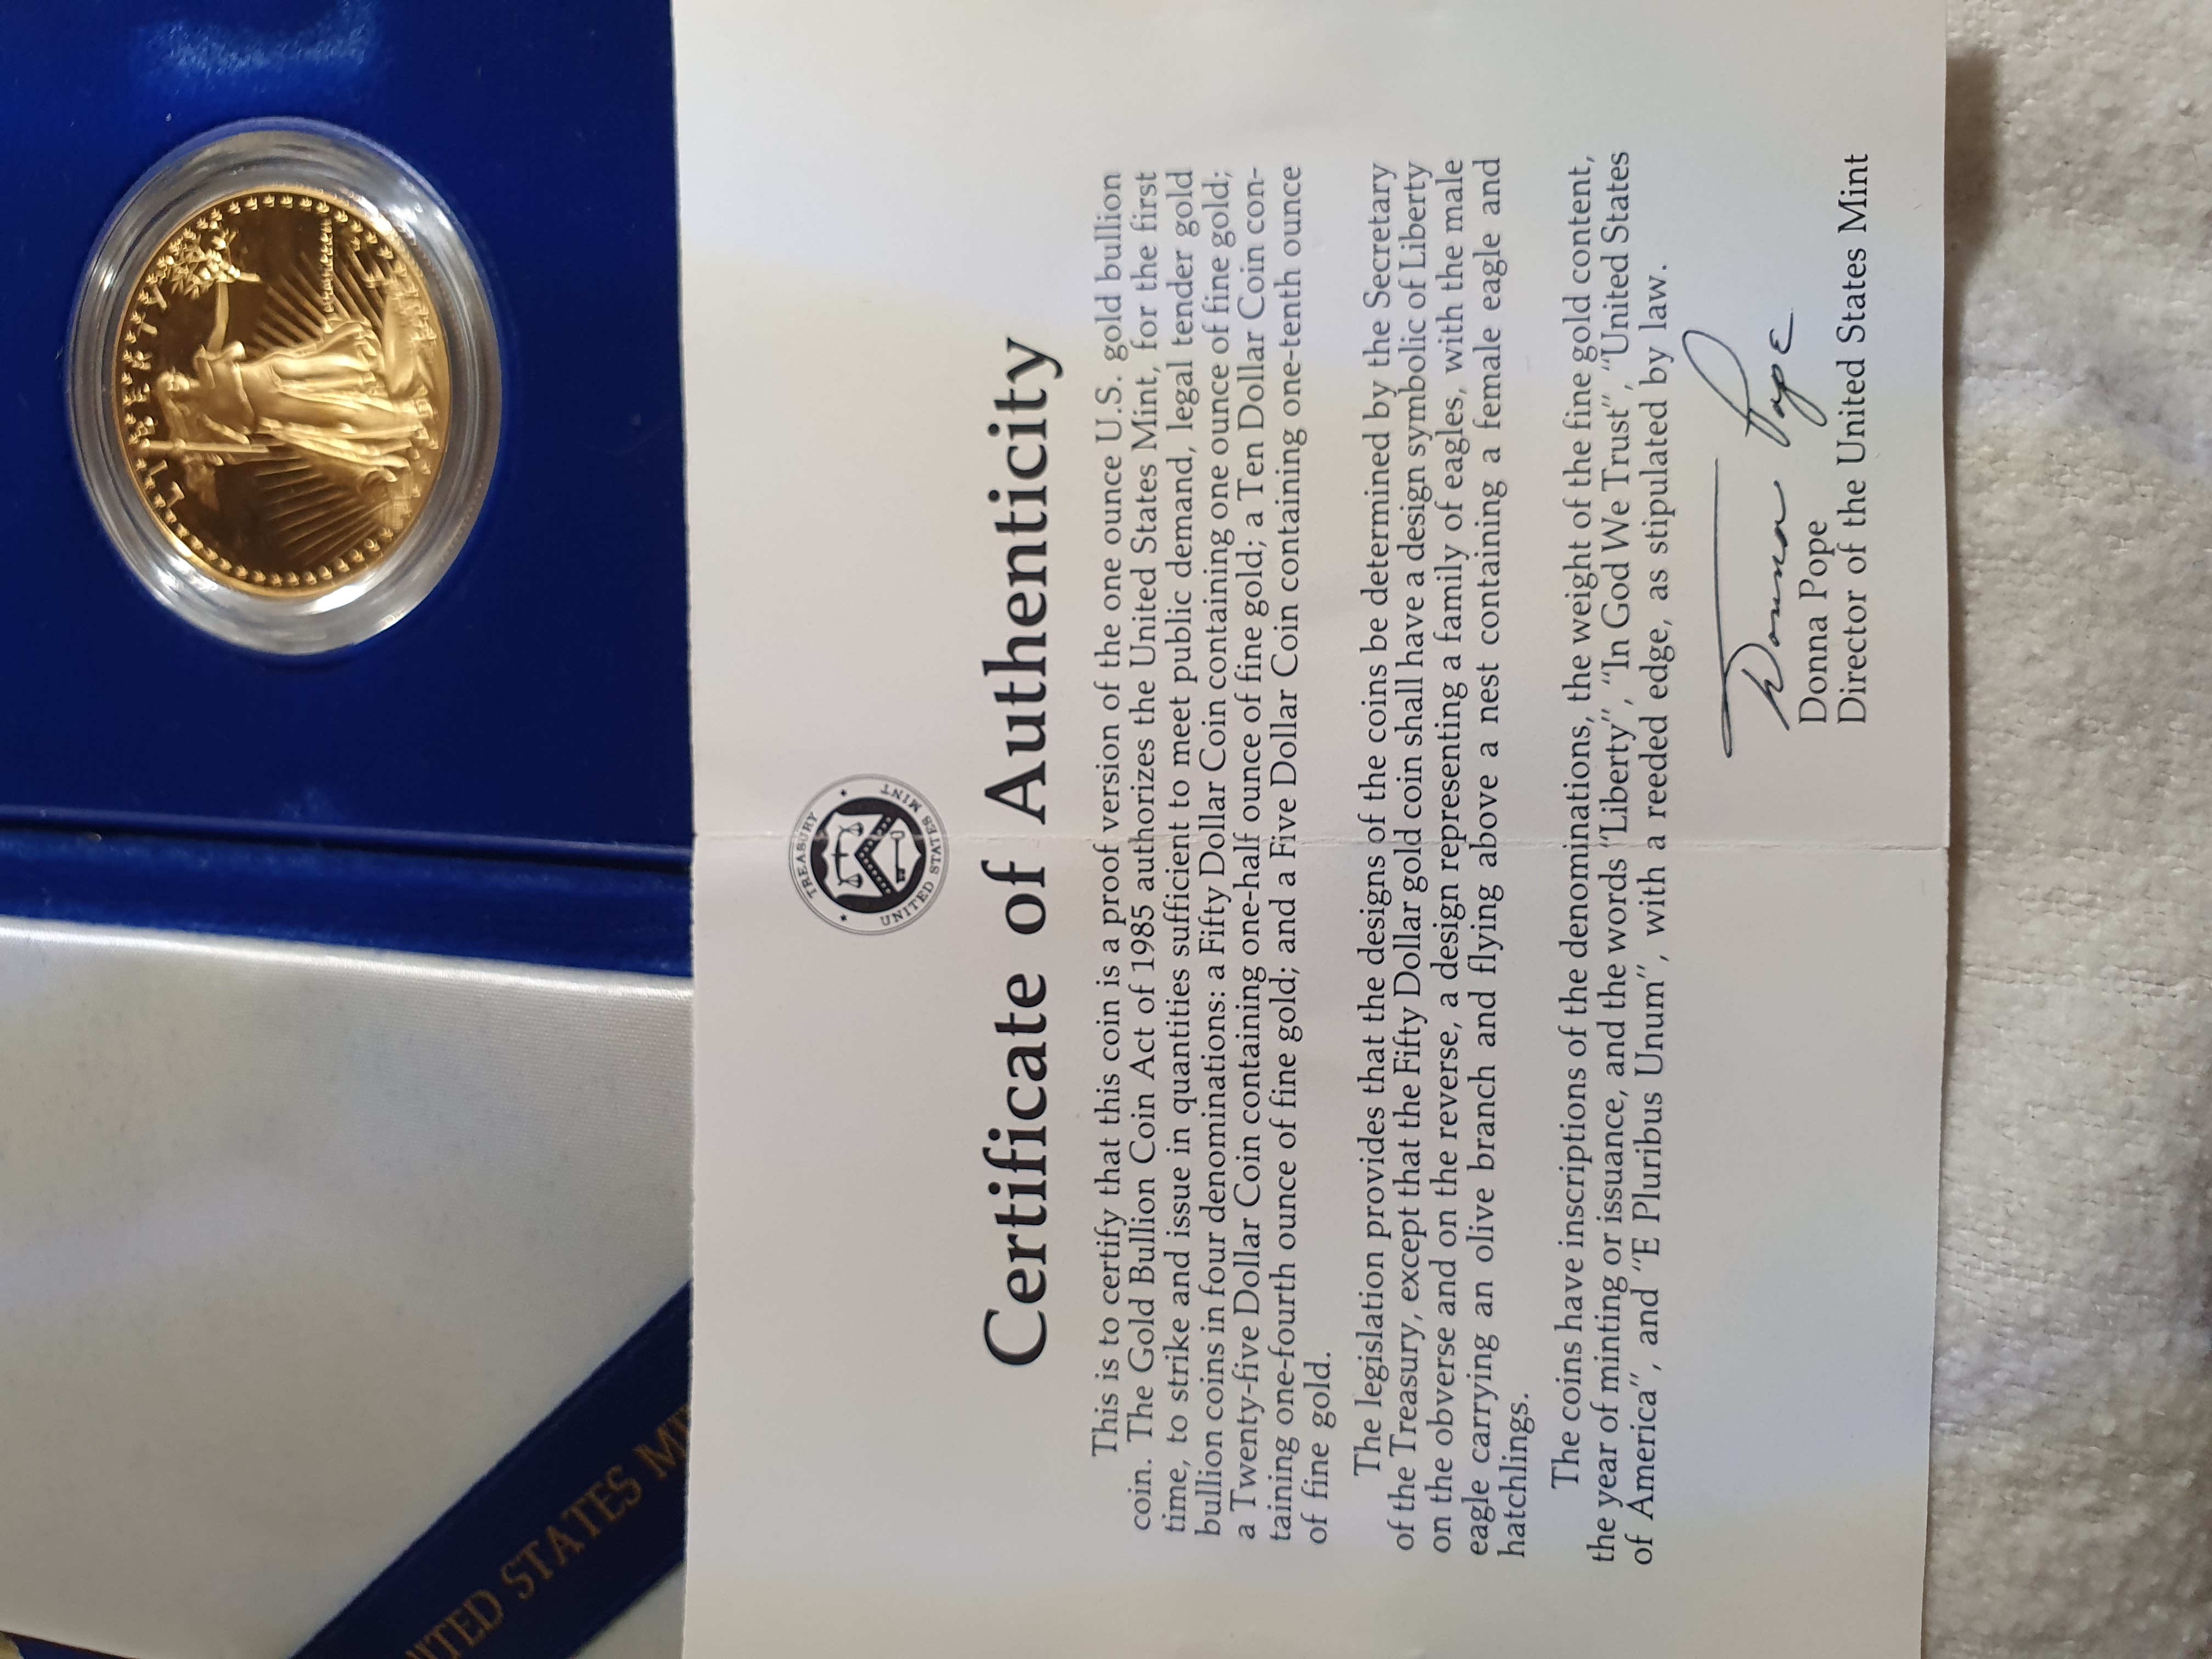 LIBERTY
UNITED STATES
TREASURY
UNITED STATES MINT
Certificate of Authenticity
This is to certify that this coin is a proof version of the one ounce U.S. gold bullion
coin. The Gold Bullion Coin Act of 1985 authorizes the United States Mint, for the first
time, to strike and issue in quantities sufficient to meet public demand, legal tender gold
bullion coins in four denominations: a Fifty Dollar Coin containing one ounce of fine gold;
a Twenty-five Dollar Coin containing one-half ounce of fine gold; a Ten Dollar Coin con-
taining one-fourth ounce of fine gold; and a Five Dollar Coin containing one-tenth ounce
of fine gold.
The legislation provides that the designs of the coins be determined by the Secretary
of the Treasury, except that the Fifty Dollar gold coin shall have a design symbolic of Liberty
on the obverse and on the reverse, a design representing a family of eagles, with the male
eagle carrying an olive branch and flying above a nest containing a female eagle and
hatchlings.
The coins have inscriptions of the denominations, the weight of the fine gold content,
the year of minting or issuance, and the words "Liberty", "In God We Trust", "United States
of America", and "E Pluribus Unum", with a reeded edge, as stipulated by law.
Donna Pope
Donna Pope
Director of the United States Mint